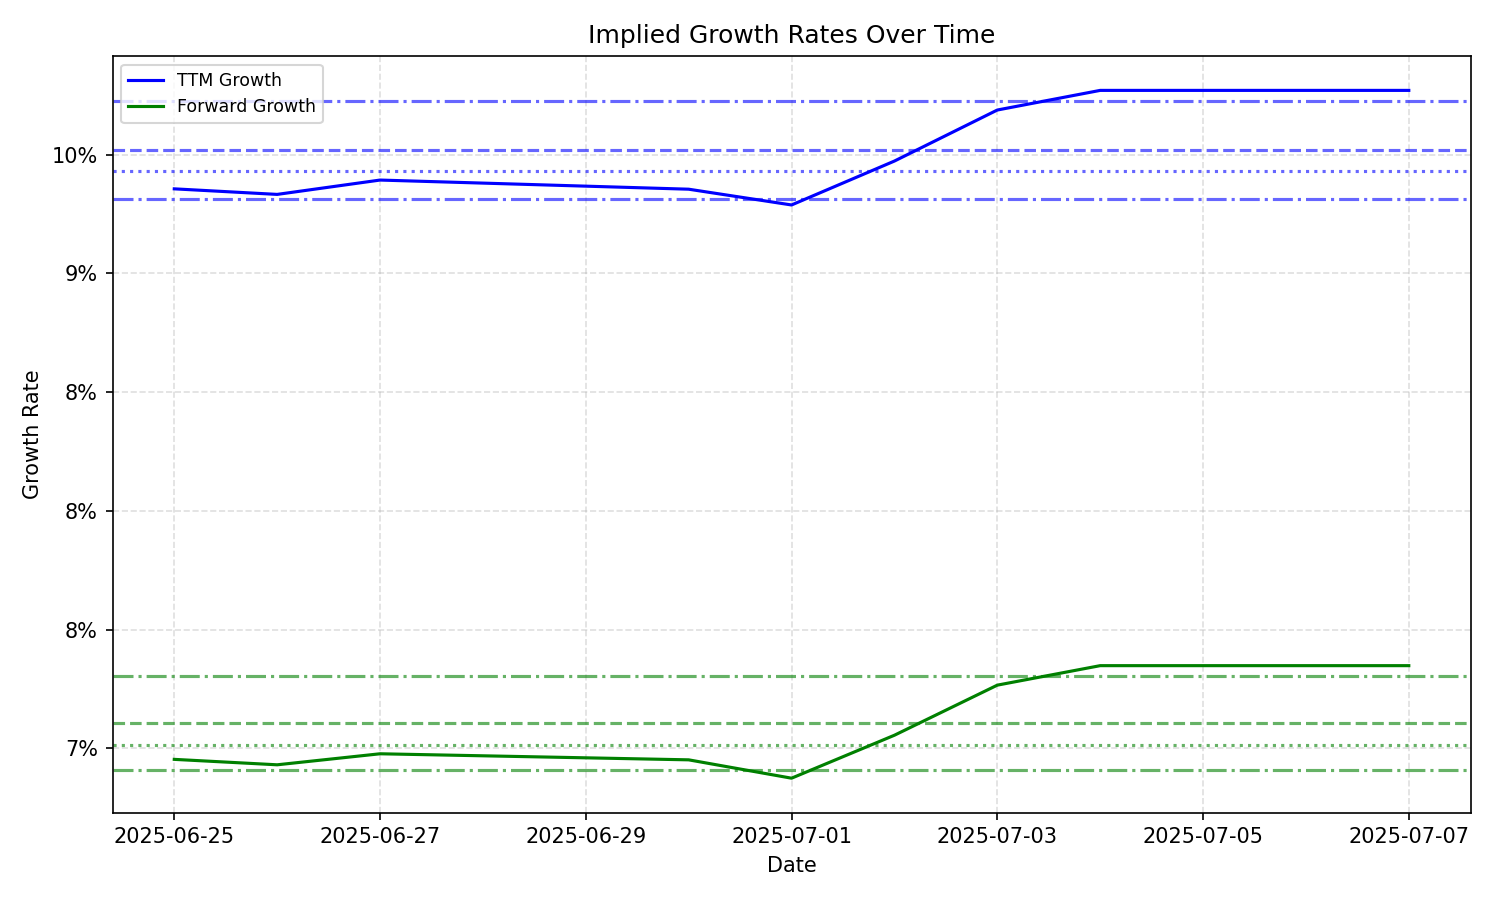 Implied Growth Rates Over Time
TTM Growth
Forward Growth
10%
9%
8%
8%
8%
7%
Growth Rate
2025-06-25
2025-06-27
2025-06-29
2025-07-01
2025-07-03
2025-07-05
2025-07-07
Date